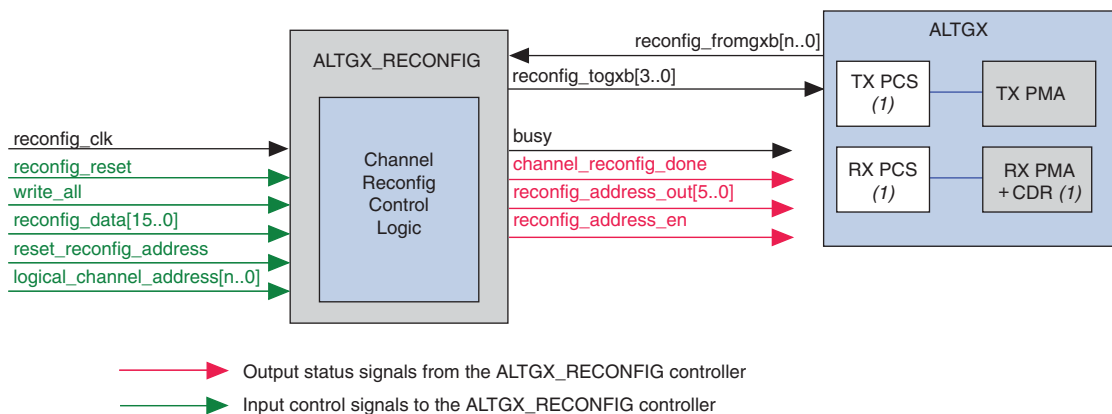 ALTGX_RECONFIG
Channel
Reconfig
Control
Logic
reconfig_clk
reconfig_reset
write_all
reconfig_data[15..0]
reset_reconfig_address
logical_channel_address[n..0]
reconfig_fromgxb[n..0]
reconfig_togxb[3..0]
busy
channel_reconfig_done
reconfig_address_out[5..0]
reconfig_address_en
ALTGX
TX PCS
(1)
TX PMA
RX PCS
(1)
RX PMA
+ CDR (1)
Output status signals from the ALTGX_RECONFIG controller
Input control signals to the ALTGX_RECONFIG controller